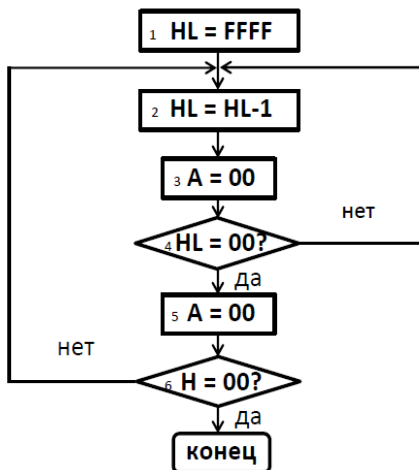 1 HL = FFFF
2 HL = HL-1
3 A = 00
нет
4 HL = 00?
да
5 A = 00
нет
6 H = 00?
да
конец